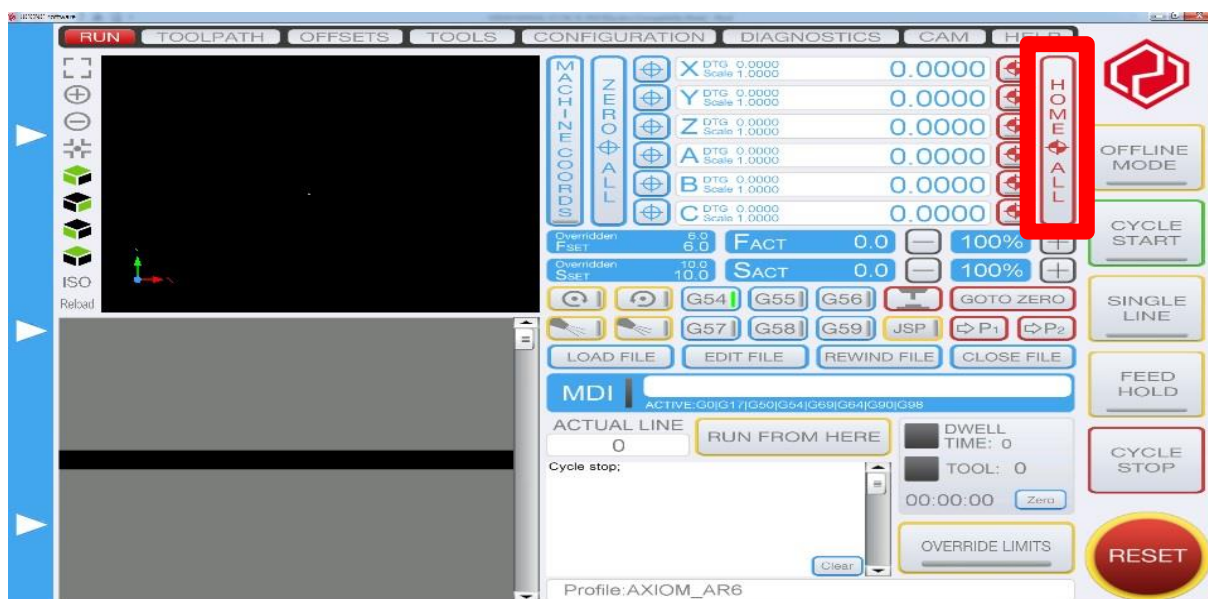 UCCNC software
RUN TOOLPATH OFFSETS TOOLS CONFIGURATION DIAGNOSTICS CAM HELP
MACHINE COORDS
ZERO ALL
X DTG 0.0000 Scale 1.0000 0.0000
Y DTG 0.0000 Scale 1.0000 0.0000
Z DTG 0.0000 Scale 1.0000 0.0000
A DTG 0.0000 Scale 1.0000 0.0000
B DTG 0.0000 Scale 1.0000 0.0000
C DTG 0.0000 Scale 1.0000 0.0000
HOME ALL
OFFLINE
MODE
CYCLE
START
SINGLE
LINE
FEED
HOLD
CYCLE
STOP
RESET
ISO
Reload
Overridden 6.0
FSET 6.0 FACT 0.0 100%
Overridden 10.0
SSET 10.0 SACT 0.0 100%
G54 G55 G56 GOTO ZERO
G57 G58 G59 JSP P1 P2
LOAD FILE EDIT FILE REWIND FILE CLOSE FILE
MDI
ACTIVE:G0|G17|G50|G54|G69|G64|G90|G98
ACTUAL LINE
0
RUN FROM HERE
DWELL
TIME: 0
TOOL: 0
00:00:00 Zero
Cycle stop;
Clear
OVERRIDE LIMITS
Profile:AXIOM_AR6